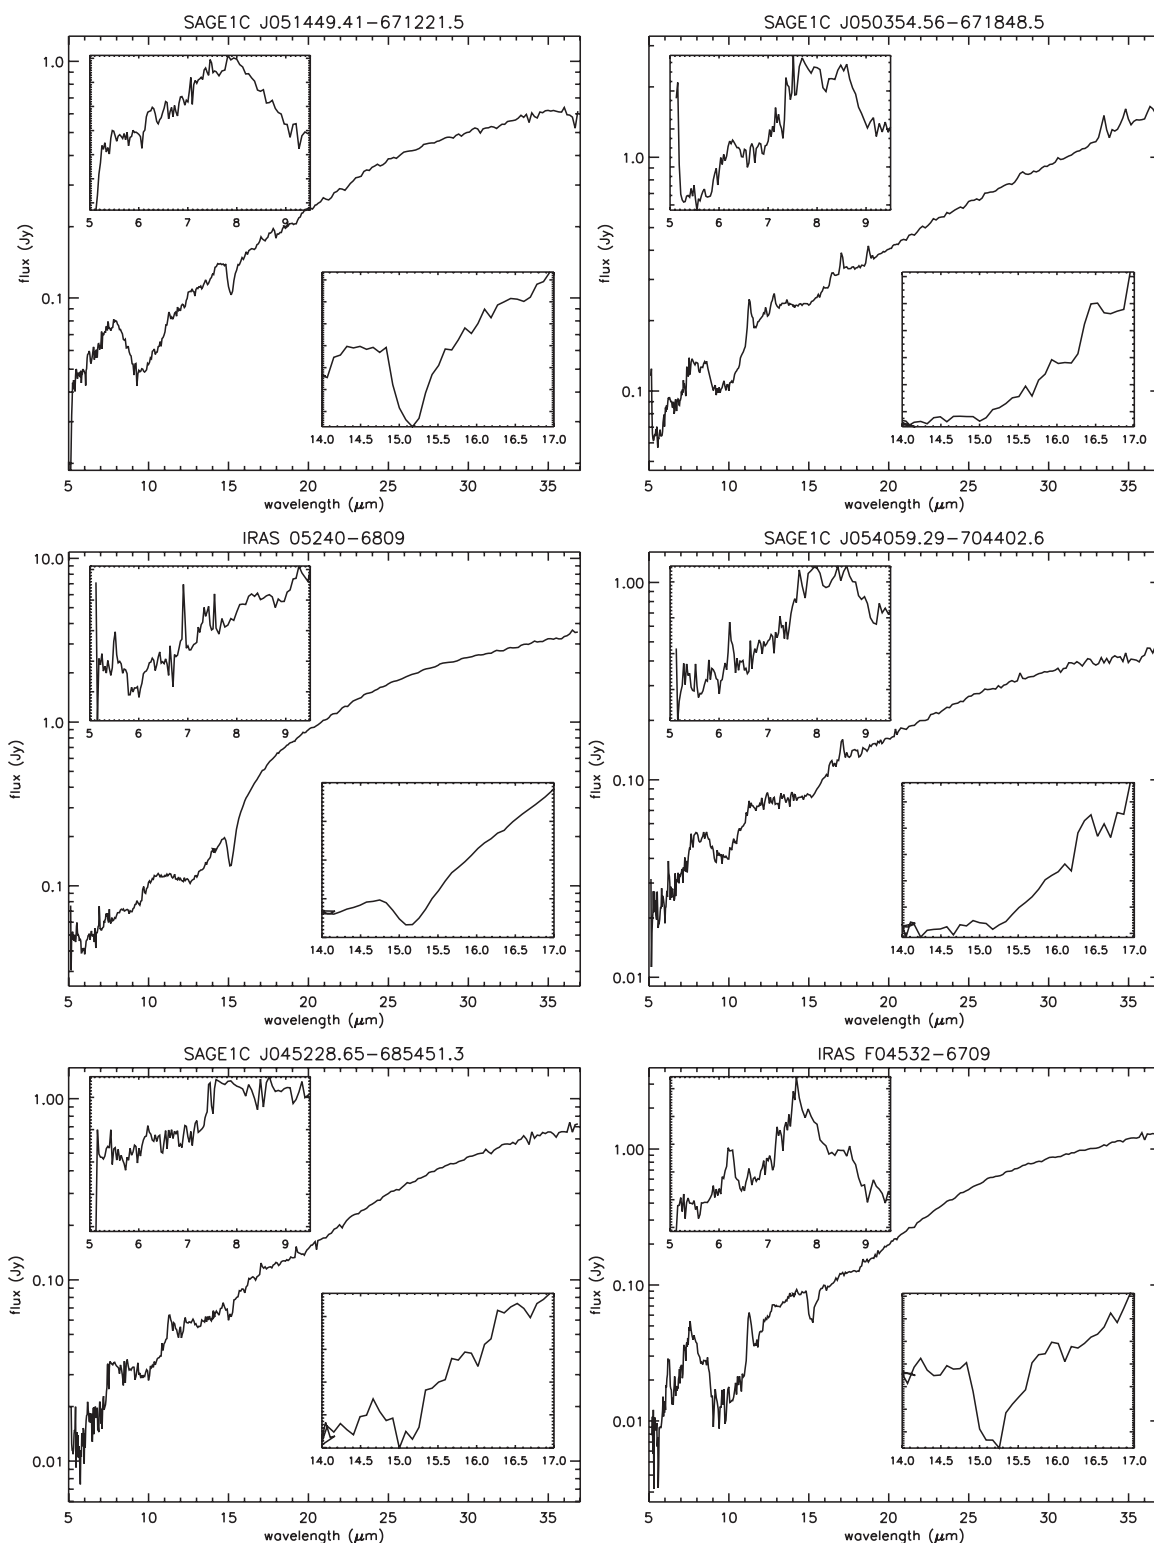 SAGE1C J051449.41−671221.5
SAGE1C J050354.56−671848.5
1.0
0.1
flux (Jy)
5 6 7 8 9
14.0 14.5 15.0 15.5 16.0 16.5 17.0
5 10 15 20 25 30 35
wavelength (μm)
1.0
0.1
flux (Jy)
5 6 7 8 9
14.0 14.5 15.0 15.5 16.0 16.5 17.0
5 10 15 20 25 30 35
wavelength (μm)
IRAS 05240−6809
SAGE1C J054059.29−704402.6
10.0
1.0
0.1
flux (Jy)
5 6 7 8 9
14.0 14.5 15.0 15.5 16.0 16.5 17.0
5 10 15 20 25 30 35
wavelength (μm)
1.00
0.10
0.01
flux (Jy)
5 6 7 8 9
14.0 14.5 15.0 15.5 16.0 16.5 17.0
5 10 15 20 25 30 35
wavelength (μm)
SAGE1C J045228.65−685451.3
IRAS F04532−6709
1.00
0.10
0.01
flux (Jy)
5 6 7 8 9
14.0 14.5 15.0 15.5 16.0 16.5 17.0
5 10 15 20 25 30 35
wavelength (μm)
1.00
0.10
0.01
flux (Jy)
5 6 7 8 9
14.0 14.5 15.0 15.5 16.0 16.5 17.0
5 10 15 20 25 30 35
wavelength (μm)